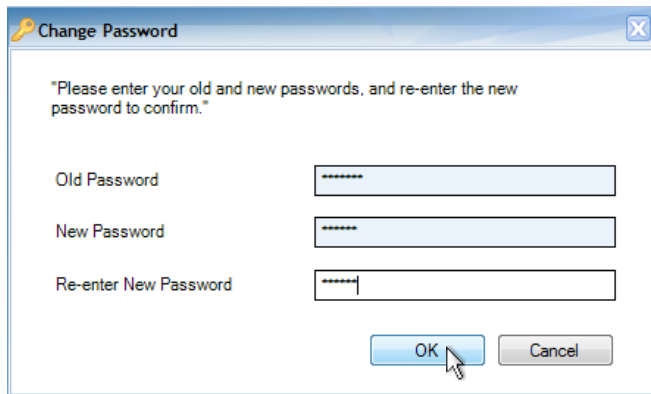 Change Password
"Please enter your old and new passwords, and re-enter the new
password to confirm."
Old Password *******
New Password ******
Re-enter New Password ******
OK Cancel